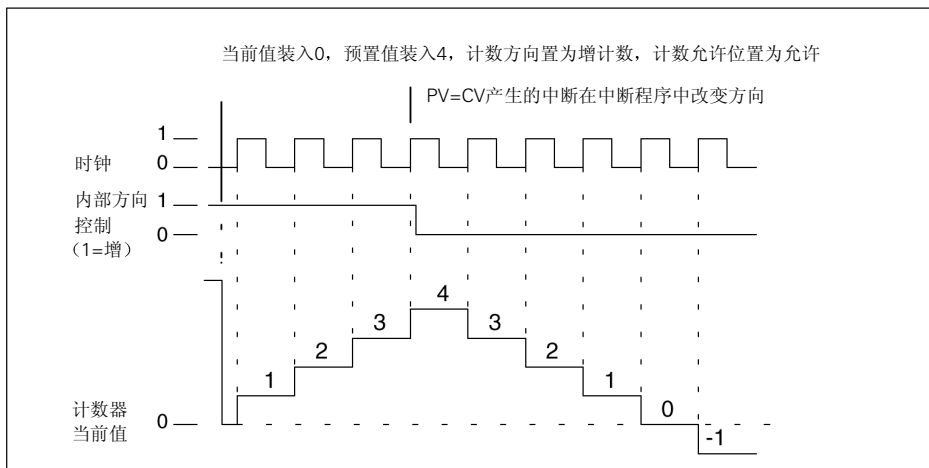 当前值装入0，预置值装入4，计数方向置为增计数，计数允许位置为允许
PV=CV产生的中断在中断程序中改变方向
1
时钟 0
内部方向 1
控制 0
（1=增）
4
3 3
2 2
1 1
计数器 0 0
当前值 -1